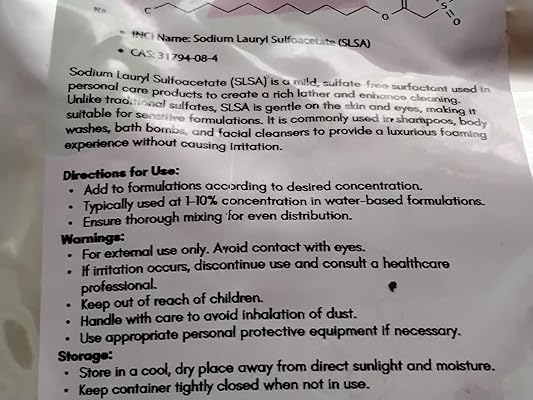 Na
C
O
S
O
O
• INCI Name: Sodium Lauryl Sulfoacetate (SLSA)
• CAS: 31794-08-4
Sodium Lauryl Sulfoacetate (SLSA) is a mild, sulfate free surfactant used in
personal care products to create a rich lather and enhance cleaning.
Unlike traditional sulfates, SLSA is gentle on the skin and eyes, making it
suitable for sensitive formulations. It is commonly used in shampoos, body
washes, bath bombs, and facial cleansers to provide a luxurious foaming
experience without causing irritation.
Directions for Use:
• Add to formulations according to desired concentration.
• Typically used at 1-10% concentration in water-based formulations.
• Ensure thorough mixing for even distribution.
Warnings:
• For external use only. Avoid contact with eyes.
• If irritation occurs, discontinue use and consult a healthcare
professional.
• Keep out of reach of children.
• Handle with care to avoid inhalation of dust.
• Use appropriate personal protective equipment if necessary.
Storage:
• Store in a cool, dry place away from direct sunlight and moisture.
• Keep container tightly closed when not in use.